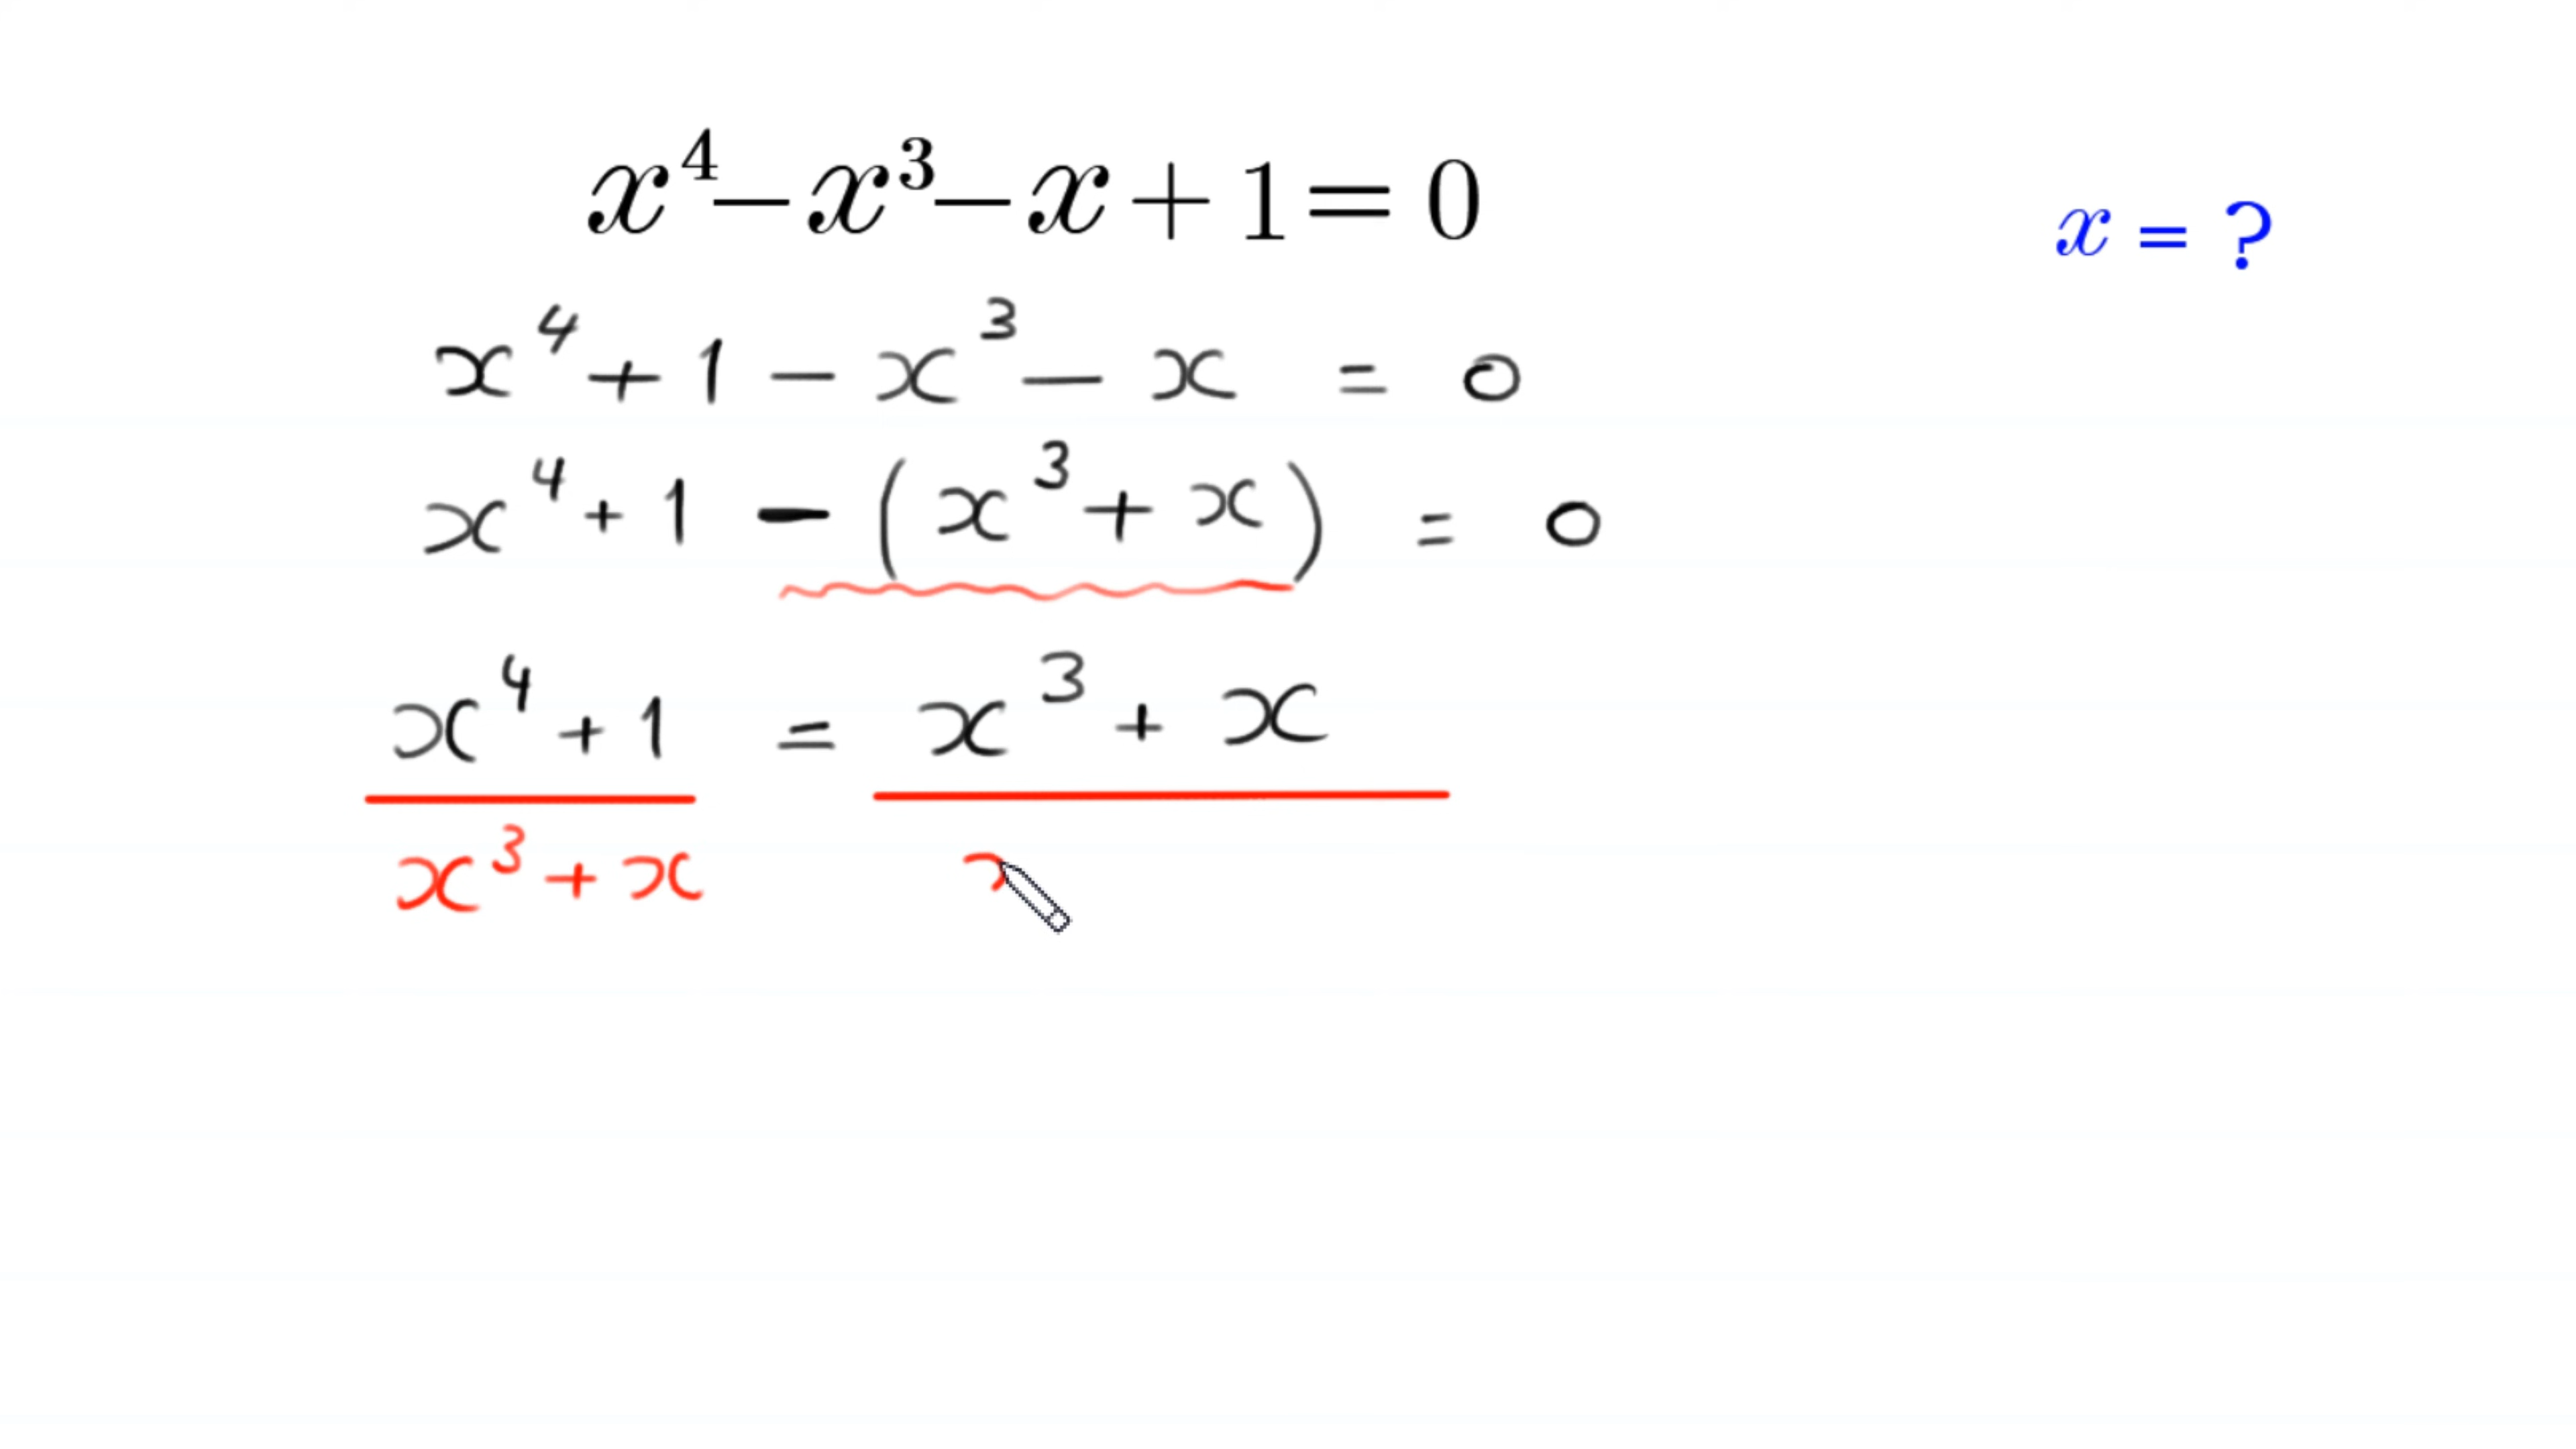 x⁴ − x³ − x + 1 = 0
x = ?
x⁴ + 1 − x³ − x = 0
x⁴ + 1 − (x³ + x) = 0
x⁴ + 1 = x³ + x
x³ + x